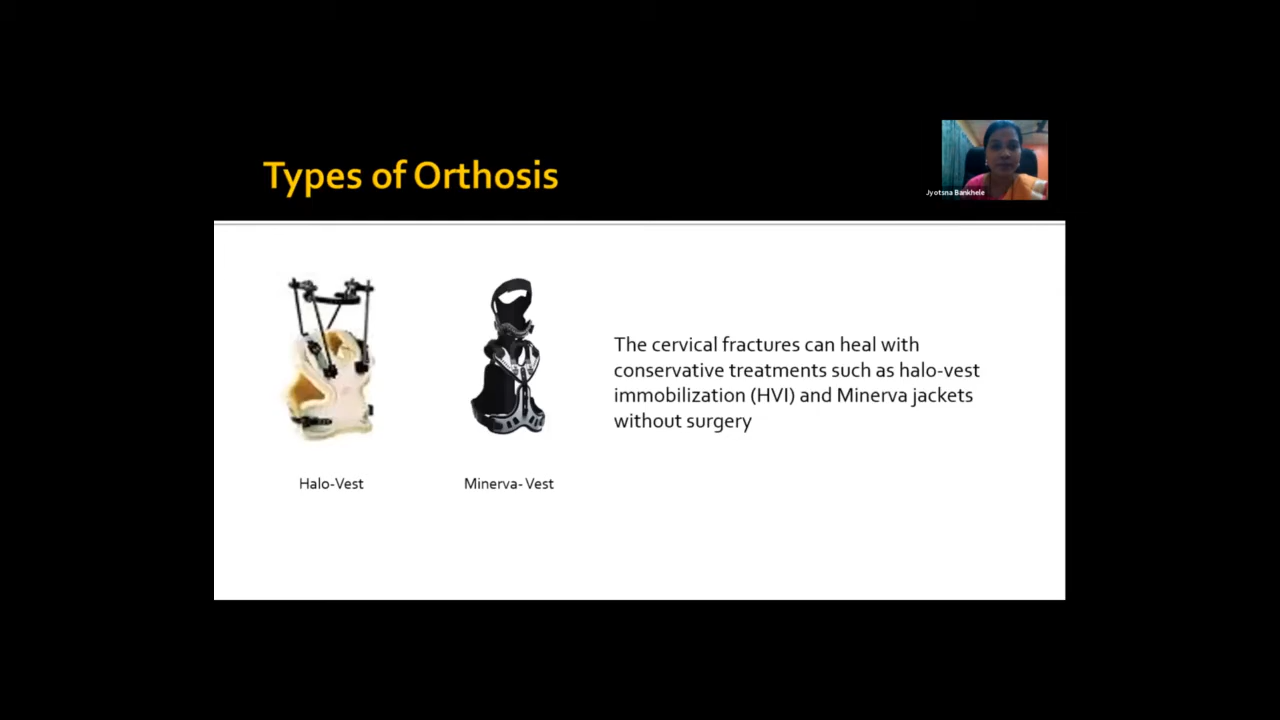 Types of Orthosis
Jyotsna Bankhele
The cervical fractures can heal with
conservative treatments such as halo-vest
immobilization (HVI) and Minerva jackets
without surgery
Halo-Vest
Minerva- Vest